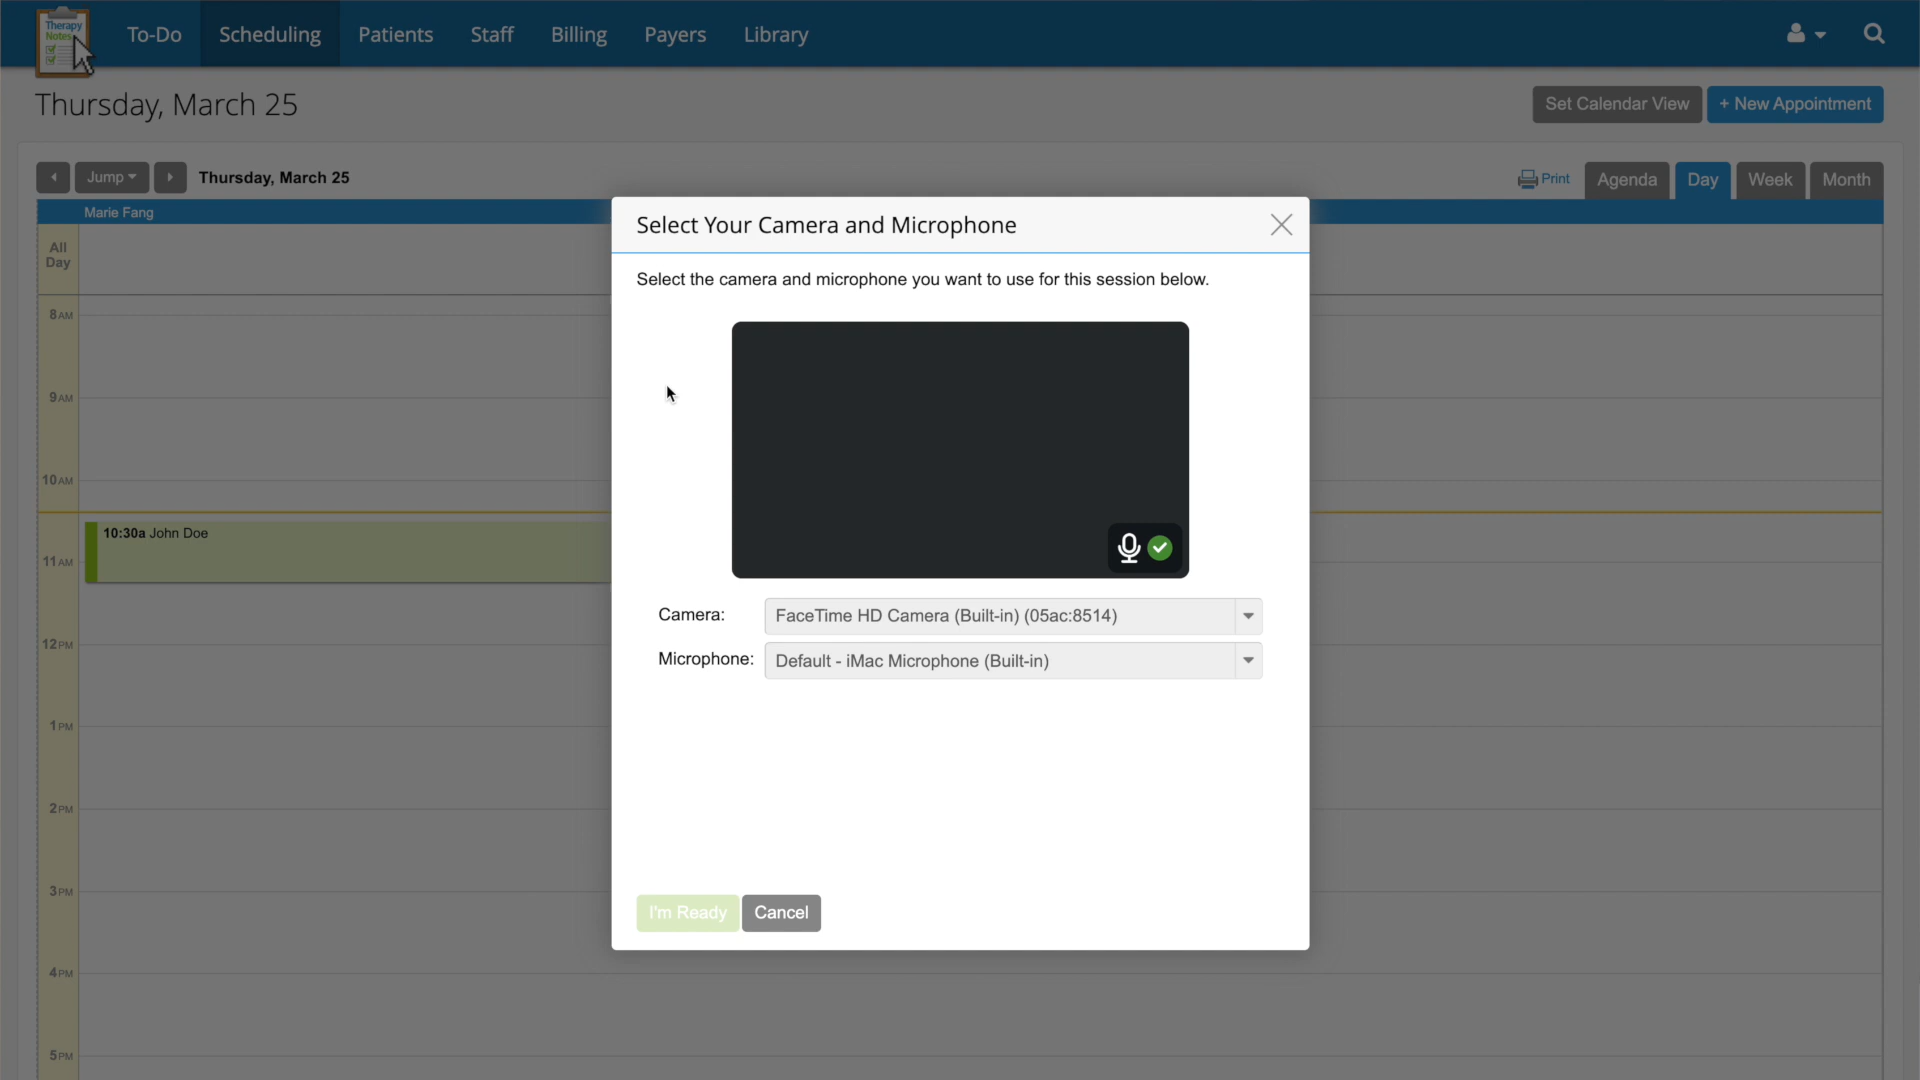 Therapy
Notes
To-Do
Scheduling
Patients
Staff
Billing
Payers
Library
Thursday, March 25
Set Calendar View
+ New Appointment
Jump
Thursday, March 25
Print
Agenda
Day
Week
Month
Marie Fang
All
Day
8AM
9AM
10AM
10:30a John Doe
11AM
12PM
1PM
2PM
3PM
4PM
5PM
Select Your Camera and Microphone
Select the camera and microphone you want to use for this session below.
Camera:
FaceTime HD Camera (Built-in) (05ac:8514)
Microphone:
Default - iMac Microphone (Built-in)
I'm Ready
Cancel